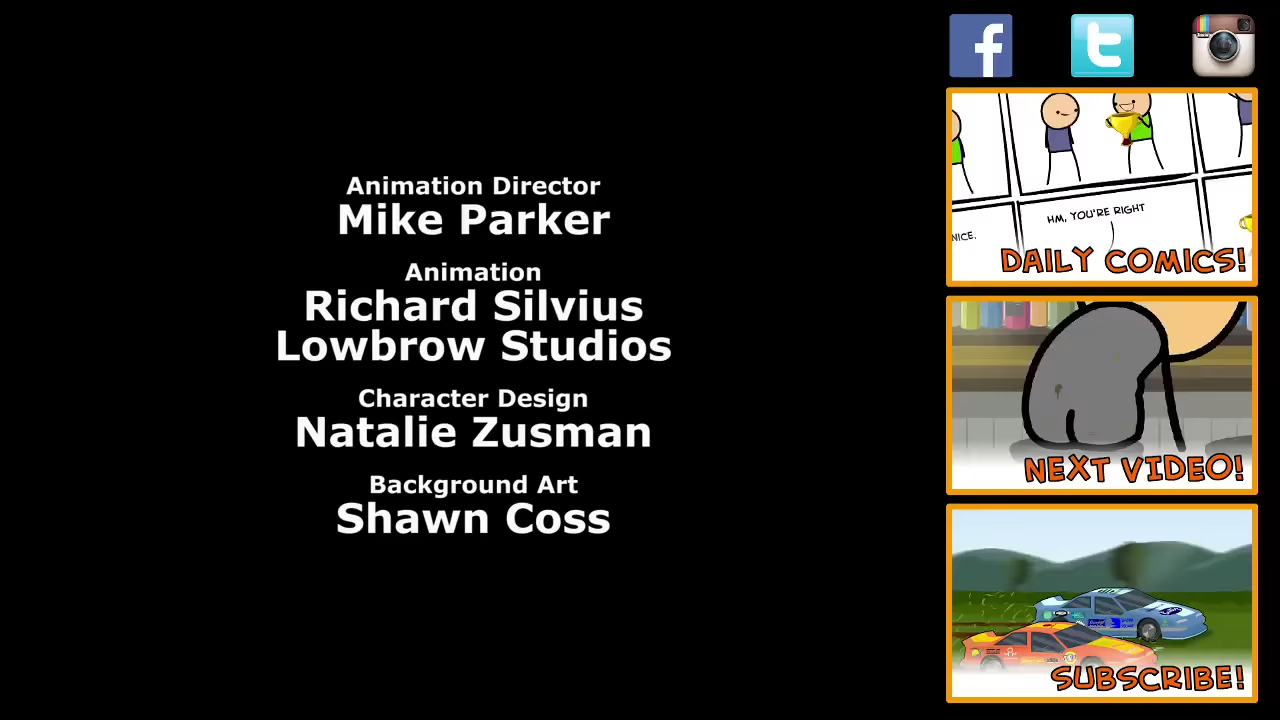 Animation Director
Mike Parker
Animation
Richard Silvius
Lowbrow Studios
Character Design
Natalie Zusman
Background Art
Shawn Coss
HM, YOU'RE RIGHT
NICE.
DAILY COMICS!
NEXT VIDEO!
SUBSCRIBE!